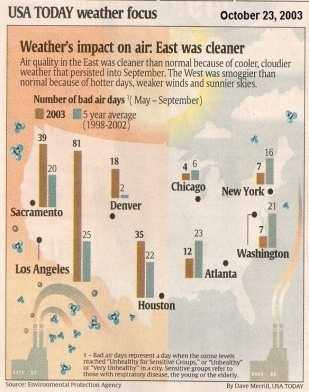 USA TODAY weather focus
October 23, 2003
Weather's impact on air: East was cleaner
Air quality in the East was cleaner than normal because of cooler, cloudier
weather that persisted into September. The West was smoggier than
normal because of hotter days, weaker winds and sunnier skies.
Number of bad air days ¹( May – September)
2003
5 year average
(1998-2002)
39
20
Sacramento
81
25
Los Angeles
18
2
Denver
35
22
Houston
4
6
Chicago
12
23
Atlanta
7
16
New York
7
21
Washington
1 – Bad air days represent a day when the ozone levels
reached "Unhealthy for Sensitive Groups," or "Unhealthy"
or "Very Unhealthy" in a city. Sensitive groups refer to
those with respiratory disease, the young or the elderly.
Source: Environmental Protection Agency
By Dave Merrill, USA TODAY